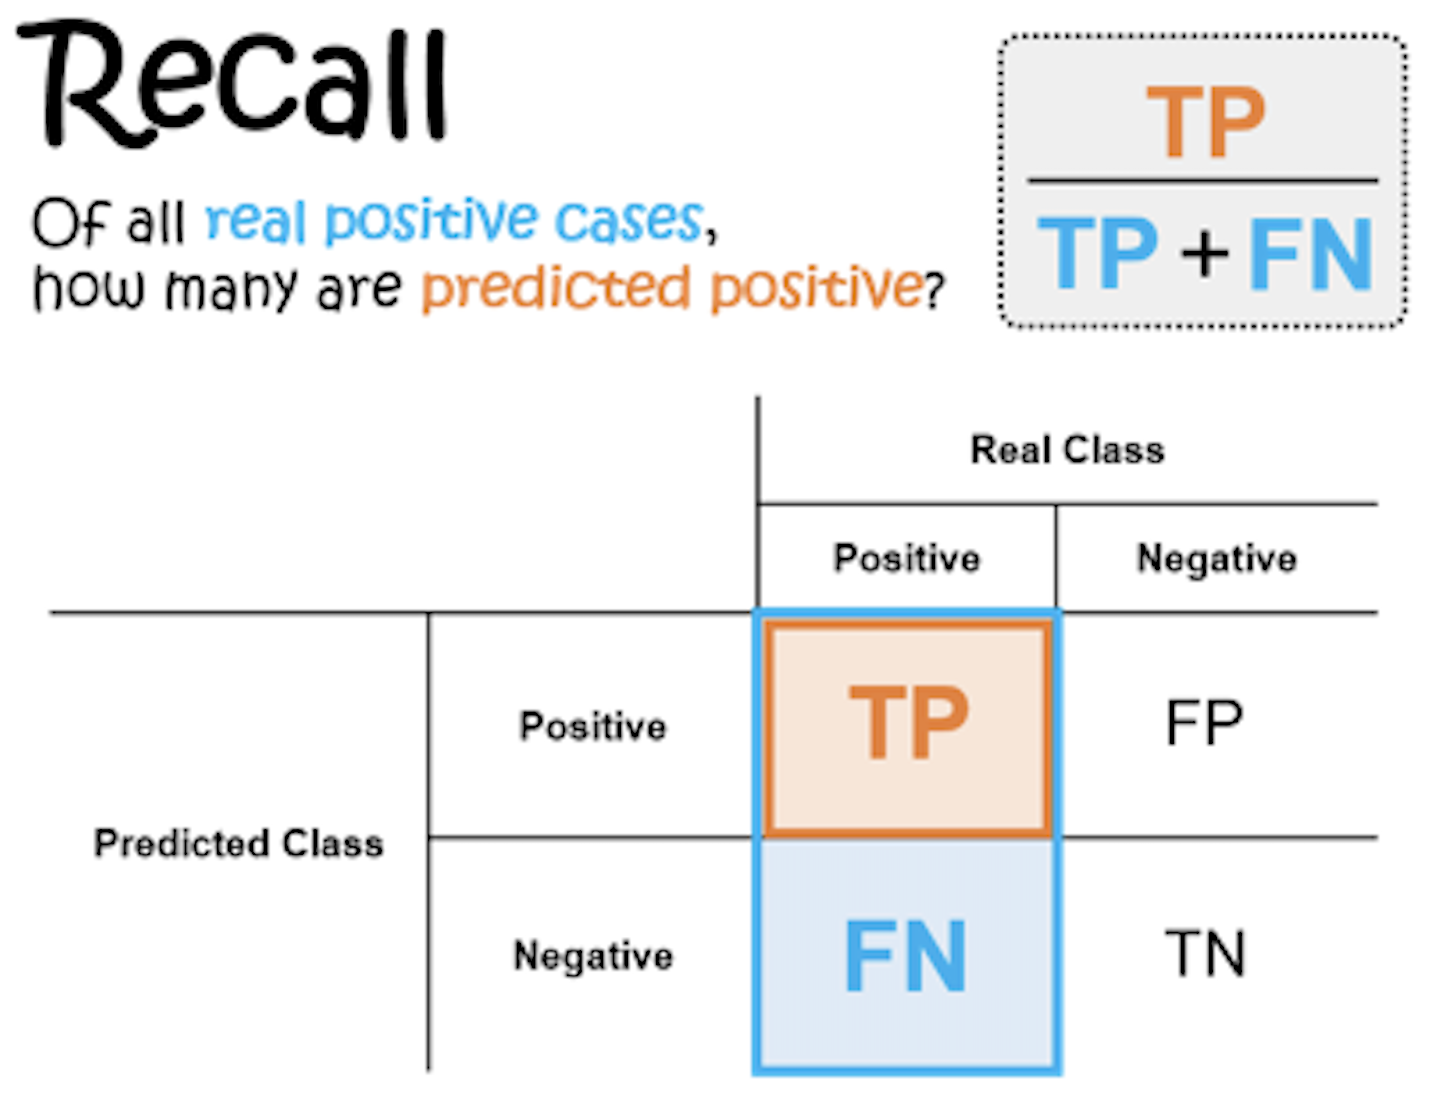 Recall
Of all real positive cases,
how many are predicted positive?
TP
TP + FN
Real Class
Positive Negative
Positive TP FP
Predicted Class
Negative FN TN